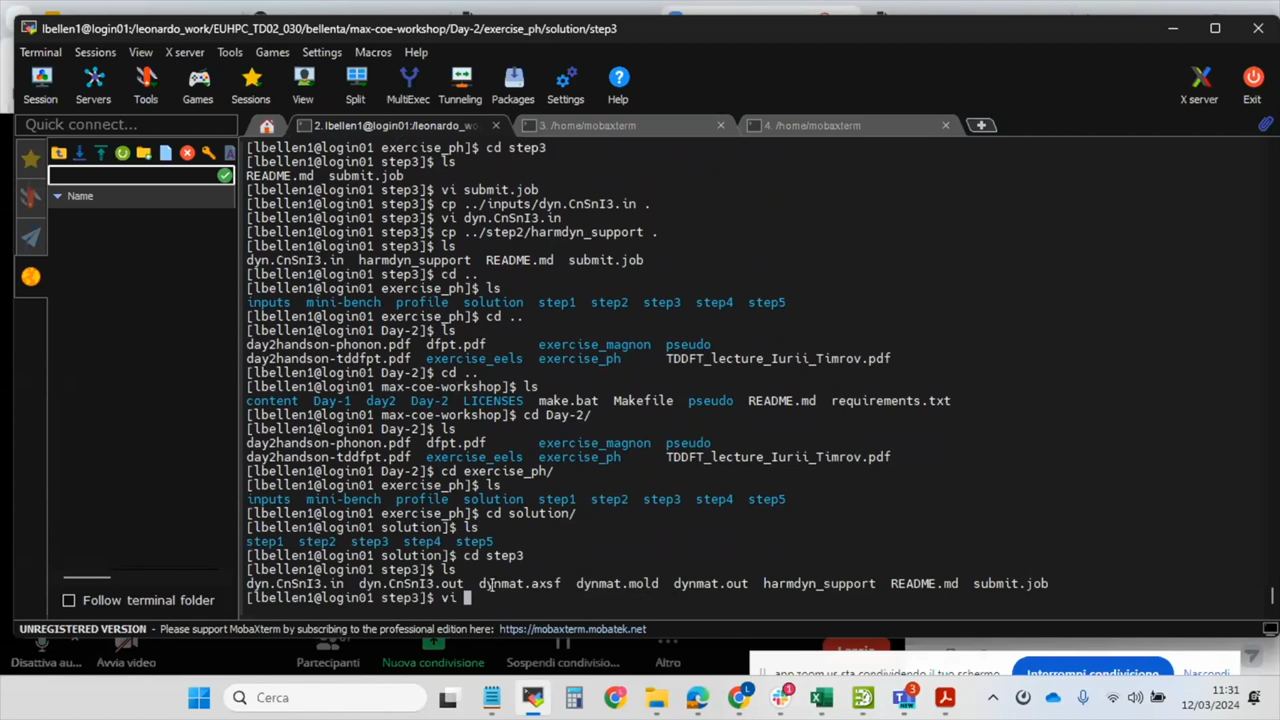 lbellen1@login01:/leonardo_work/EUHPC_TD02_030/bellenta/max-coe-workshop/Day-2/exercise_ph/solution/step3
Terminal Sessions View X server Tools Games Settings Macros Help
Session Servers Tools Games Sessions View Split MultiExec Tunneling Packages Settings Help X server Exit
Quick connect...
2. lbellen1@login01:/leonardo_wo
3. /home/mobaxterm
4. /home/mobaxterm
Name
[lbellen1@login01 exercise_ph]$ cd step3
[lbellen1@login01 step3]$ ls
README.md submit.job
[lbellen1@login01 step3]$ vi submit.job
[lbellen1@login01 step3]$ cp ../inputs/dyn.CnSnI3.in .
[lbellen1@login01 step3]$ vi dyn.CnSnI3.in
[lbellen1@login01 step3]$ cp ../step2/harmdyn_support .
[lbellen1@login01 step3]$ ls
dyn.CnSnI3.in harmdyn_support README.md submit.job
[lbellen1@login01 step3]$ cd ..
[lbellen1@login01 exercise_ph]$ ls
inputs mini-bench profile solution step1 step2 step3 step4 step5
[lbellen1@login01 exercise_ph]$ cd ..
[lbellen1@login01 Day-2]$ ls
day2handson-phonon.pdf dfpt.pdf exercise_magnon pseudo
day2handson-tddfpt.pdf exercise_eels exercise_ph TDDFT_lecture_Iurii_Timrov.pdf
[lbellen1@login01 Day-2]$ cd ..
[lbellen1@login01 max-coe-workshop]$ ls
content Day-1 day2 Day-2 LICENSES make.bat Makefile pseudo README.md requirements.txt
[lbellen1@login01 max-coe-workshop]$ cd Day-2/
[lbellen1@login01 Day-2]$ ls
day2handson-phonon.pdf dfpt.pdf exercise_magnon pseudo
day2handson-tddfpt.pdf exercise_eels exercise_ph TDDFT_lecture_Iurii_Timrov.pdf
[lbellen1@login01 Day-2]$ cd exercise_ph/
[lbellen1@login01 exercise_ph]$ ls
inputs mini-bench profile solution step1 step2 step3 step4 step5
[lbellen1@login01 exercise_ph]$ cd solution/
[lbellen1@login01 solution]$ ls
step1 step2 step3 step4 step5
[lbellen1@login01 solution]$ cd step3
[lbellen1@login01 step3]$ ls
dyn.CnSnI3.in dyn.CnSnI3.out dynmat.axsf dynmat.mold dynmat.out harmdyn_support README.md submit.job
[lbellen1@login01 step3]$ vi
Follow terminal folder
UNREGISTERED VERSION - Please support MobaXterm by subscribing to the professional edition here: https://mobaxterm.mobatek.net
Disattiva au... Avvia video Partecipanti Nuova condivisione Sospendi condivisio... Altro
app.zoom.us sta condividendo il tuo schermo. Interrompi condivisione Nascondi
Cerca
1
3
NEW
11:31
12/03/2024